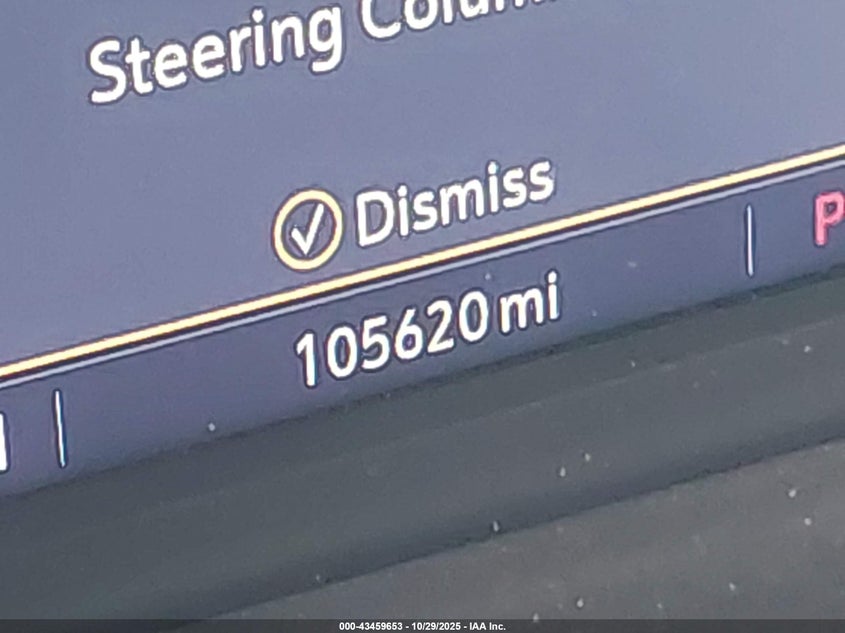 Steering
Dismiss
105620 mi
P
000-43459653 - 10/29/2025 - IAA Inc.